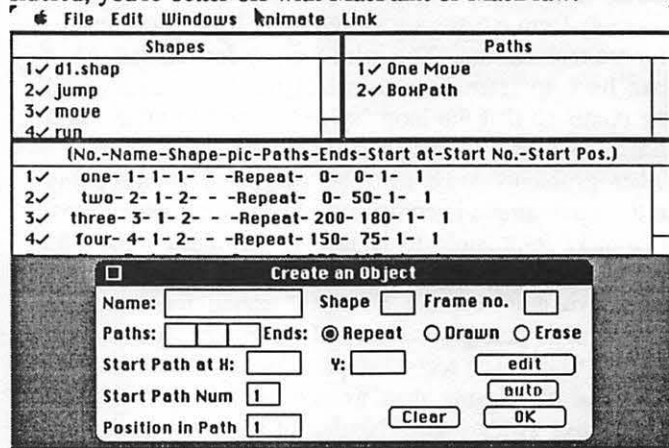 File Edit Windows Animate Link
Shapes Paths
1✓ d1.shap 1✓ One Move
2✓ jump 2✓ BoxPath
3✓ move
4✓ run
(No.-Name-Shape-pic-Paths-Ends-Start at-Start No.-Start Pos.)
1✓ one- 1- 1- 1- - -Repeat- 0- 0- 1- 1
2✓ two- 2- 1- 2- - -Repeat- 0- 50- 1- 1
3✓ three- 3- 1- 2- - -Repeat- 200- 180- 1- 1
4✓ four- 4- 1- 2- - -Repeat- 150- 75- 1- 1
Create an Object
Name: Shape Frame no.
Paths: Ends: Repeat Drawn Erase
Start Path at X: Y: edit
Start Path Num 1 auto
Position in Path 1 Clear OK